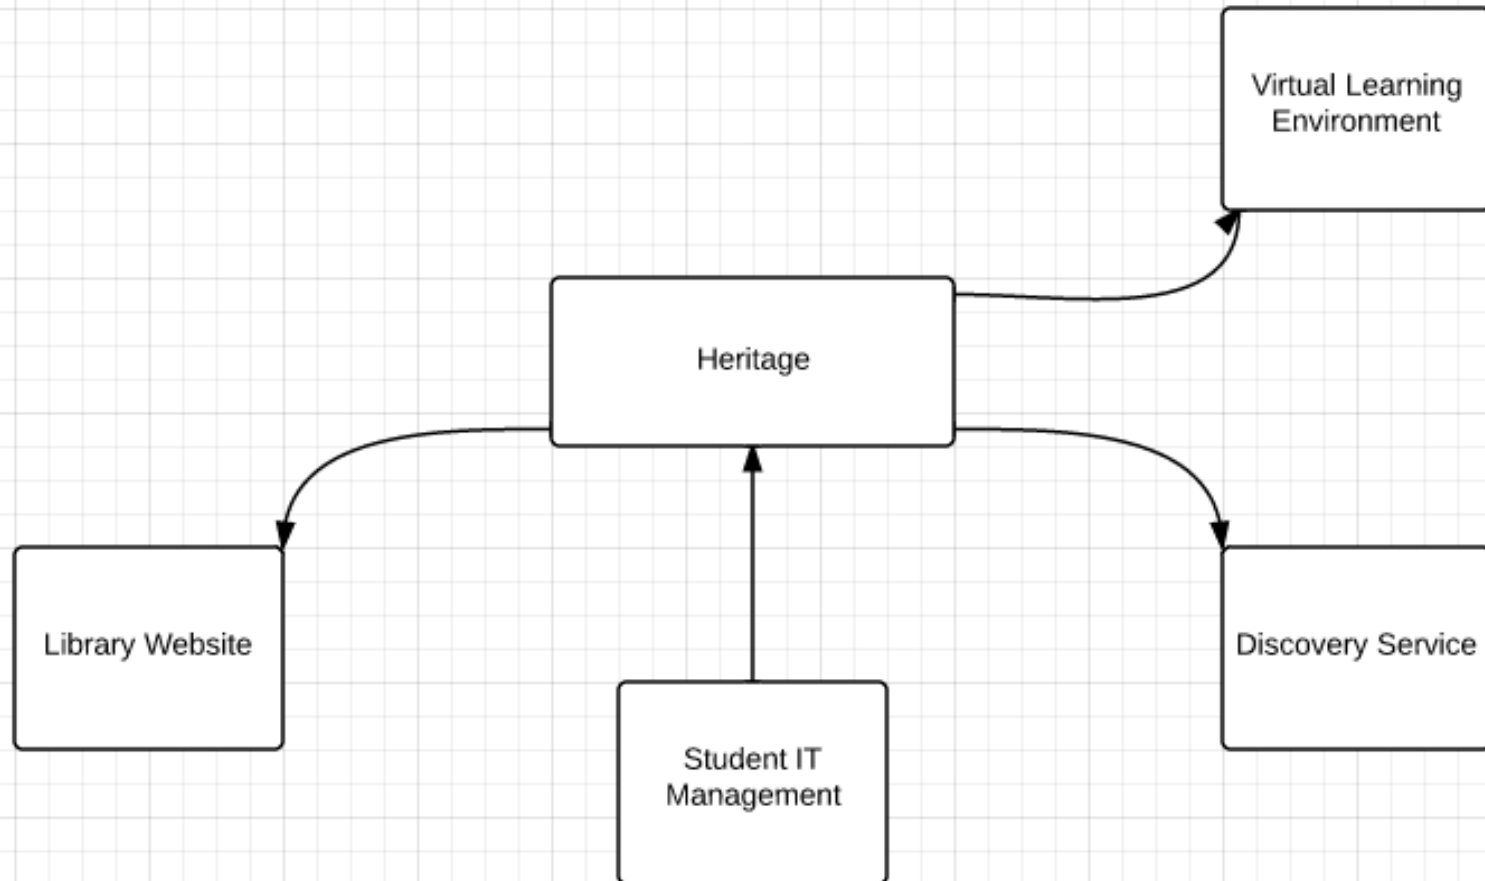 Virtual Learning
Environment
Heritage
Library Website
Discovery Service
Student IT
Management